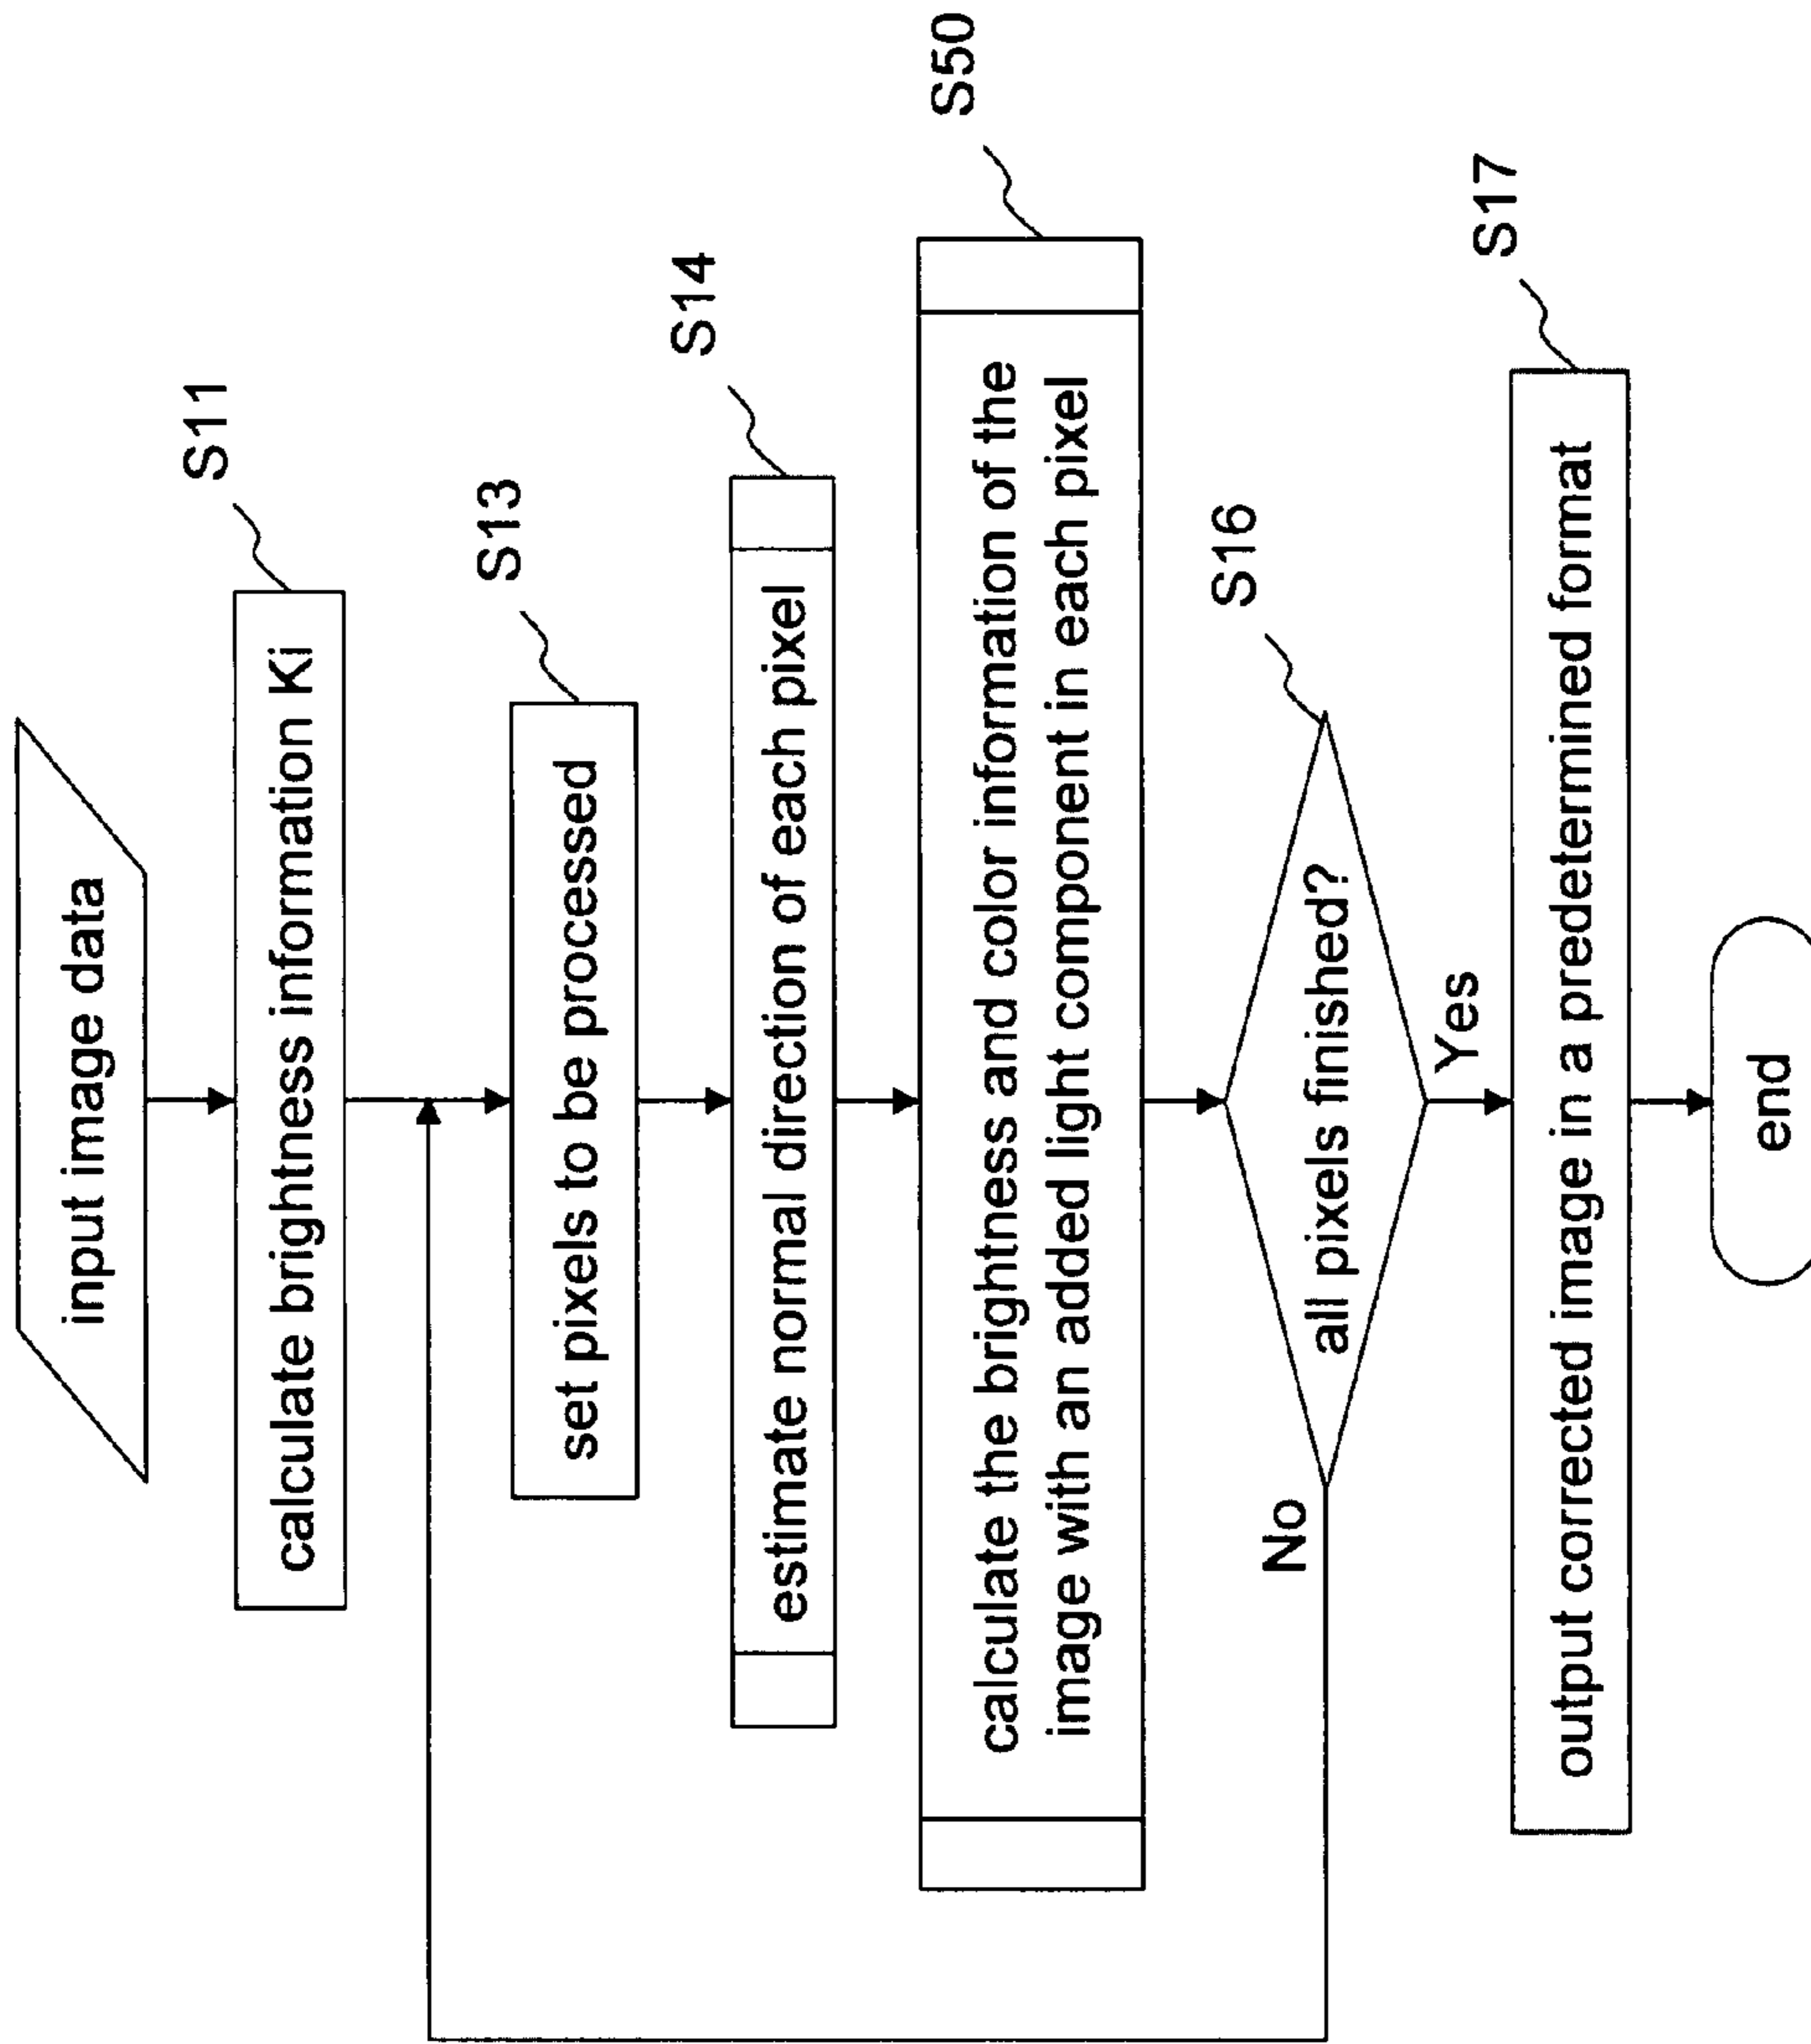 input image data
S11
calculate brightness information Ki
S13
set pixels to be processed
S14
estimate normal direction of each pixel
S50
calculate the brightness and color information of the
image with an added light component in each pixel
S16
all pixels finished?
No
Yes
S17
output corrected image in a predetermined format
end